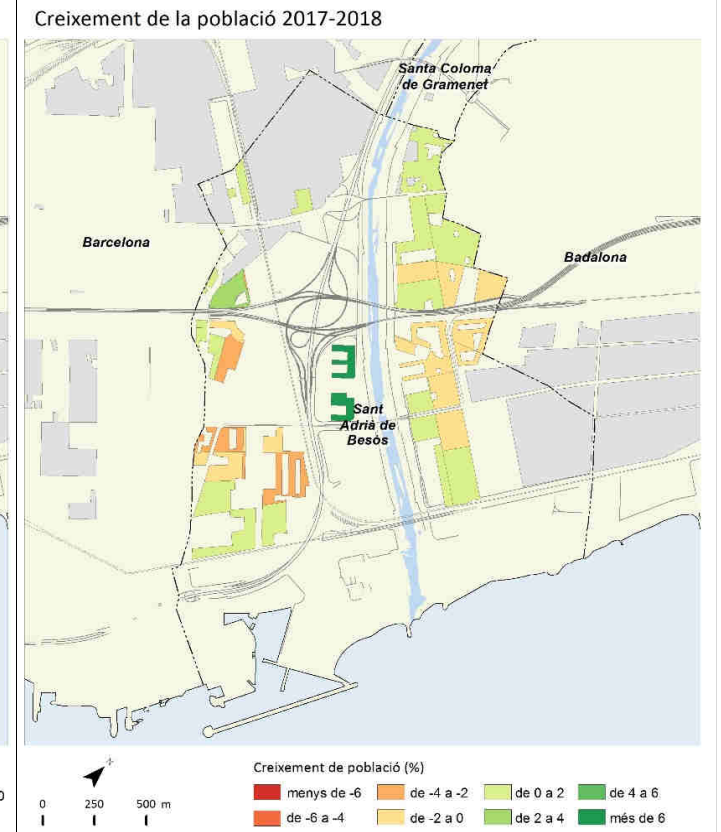 Creixement de la població 2017-2018
Santa Coloma
de Gramenet
Barcelona
Badalona
Sant
Adrià de
Besòs
Creixement de població (%)
menys de -6
de -4 a -2
de 0 a 2
de 4 a 6
de -6 a -4
de -2 a 0
de 2 a 4
més de 6
0 250 500 m